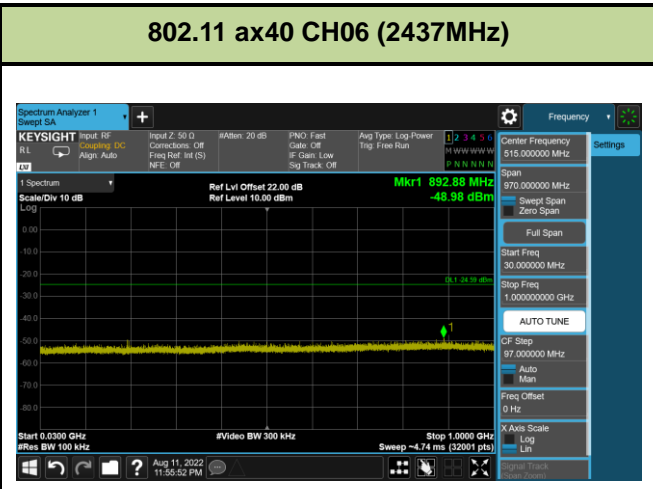 802.11 ax40 CH06 (2437MHz)
Spectrum Analyzer 1
Swept SA
Frequency
KEYSIGHT
RL
LXI
Input: RF
Coupling: DC
Align: Auto
Input Z: 50 Ω
Corrections: Off
Freq Ref: Int (S)
NFE: Off
#Atten: 20 dB
PNO: Fast
Gate: Off
IF Gain: Low
Sig Track: Off
Avg Type: Log-Power
Trig: Free Run
1 2 3 4 5 6
M W W W W W
P N N N N N
1 Spectrum
Scale/Div 10 dB
Log
Ref Lvl Offset 22.00 dB
Ref Level 10.00 dBm
Mkr1 892.88 MHz
-48.98 dBm
0.00
-10.0
-20.0
DL1 -24.59 dBm
-30.0
-40.0
1
-50.0
-60.0
-70.0
-80.0
Start 0.0300 GHz
#Res BW 100 kHz
#Video BW 300 kHz
Stop 1.0000 GHz
Sweep ~4.74 ms (32001 pts)
Center Frequency
515.000000 MHz
Settings
Span
970.000000 MHz
Swept Span
Zero Span
Full Span
Start Freq
30.000000 MHz
Stop Freq
1.000000000 GHz
AUTO TUNE
CF Step
97.000000 MHz
Auto
Man
Freq Offset
0 Hz
X Axis Scale
Log
Lin
Signal Track
(Span Zoom)
?
Aug 11, 2022
11:55:52 PM